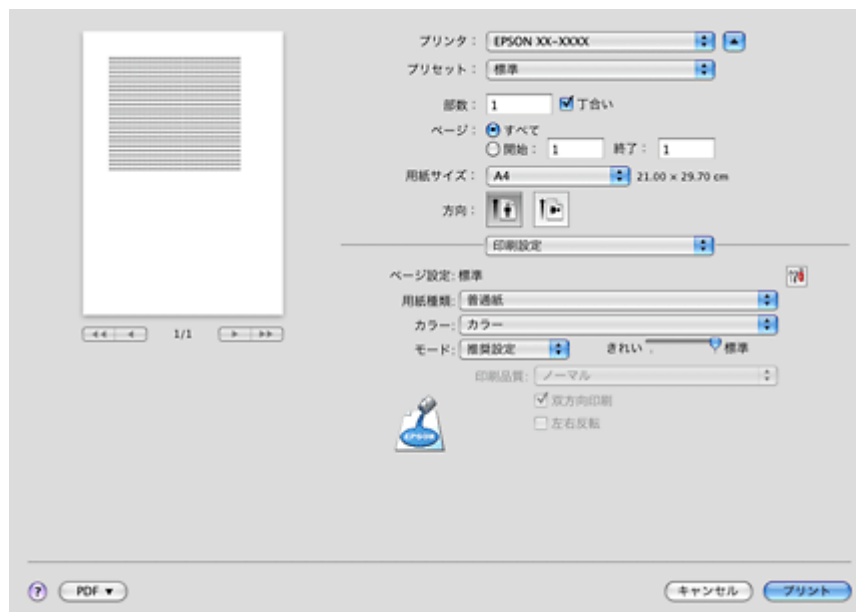 プリンタ： EPSON XX-XXXX
プリセット： 標準
部数： 1 丁合い
ページ： すべて
開始： 1 終了： 1
用紙サイズ： A4 21.00 × 29.70 cm
方向：
印刷設定
ページ設定: 標準
用紙種類: 普通紙
カラー: カラー
モード: 推奨設定 きれい 標準
印刷品質: ノーマル
双方向印刷
左右反転
EPSON
1/1
? PDF ▼ キャンセル プリント